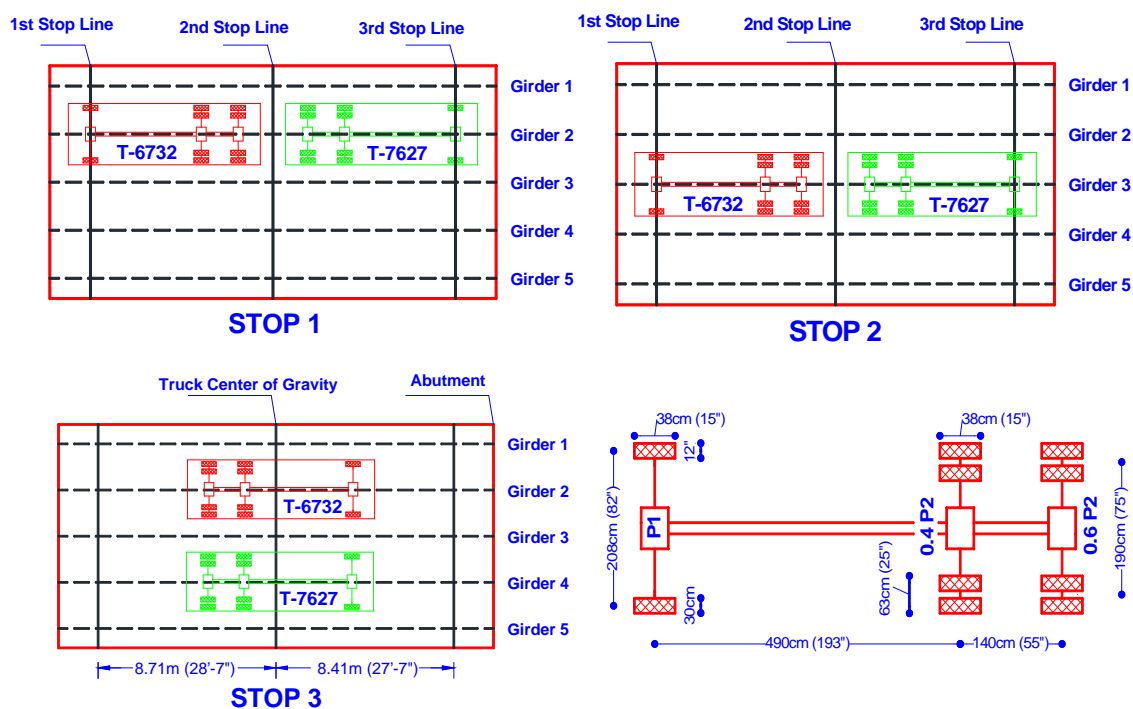 1st Stop Line
2nd Stop Line
3rd Stop Line
Girder 1
Girder 2
Girder 3
Girder 4
Girder 5
T-6732
T-7627
STOP 1
1st Stop Line
2nd Stop Line
3rd Stop Line
Girder 1
Girder 2
Girder 3
Girder 4
Girder 5
T-6732
T-7627
STOP 2
Truck Center of Gravity
Abutment
Girder 1
Girder 2
Girder 3
Girder 4
Girder 5
T-6732
T-7627
8.71m (28'-7")
8.41m (27'-7")
STOP 3
38cm (15")
38cm (15")
12"
208cm (82")
P1
0.4 P2
0.6 P2
190cm (75")
63cm (25")
30cm
490cm (193")
140cm (55")